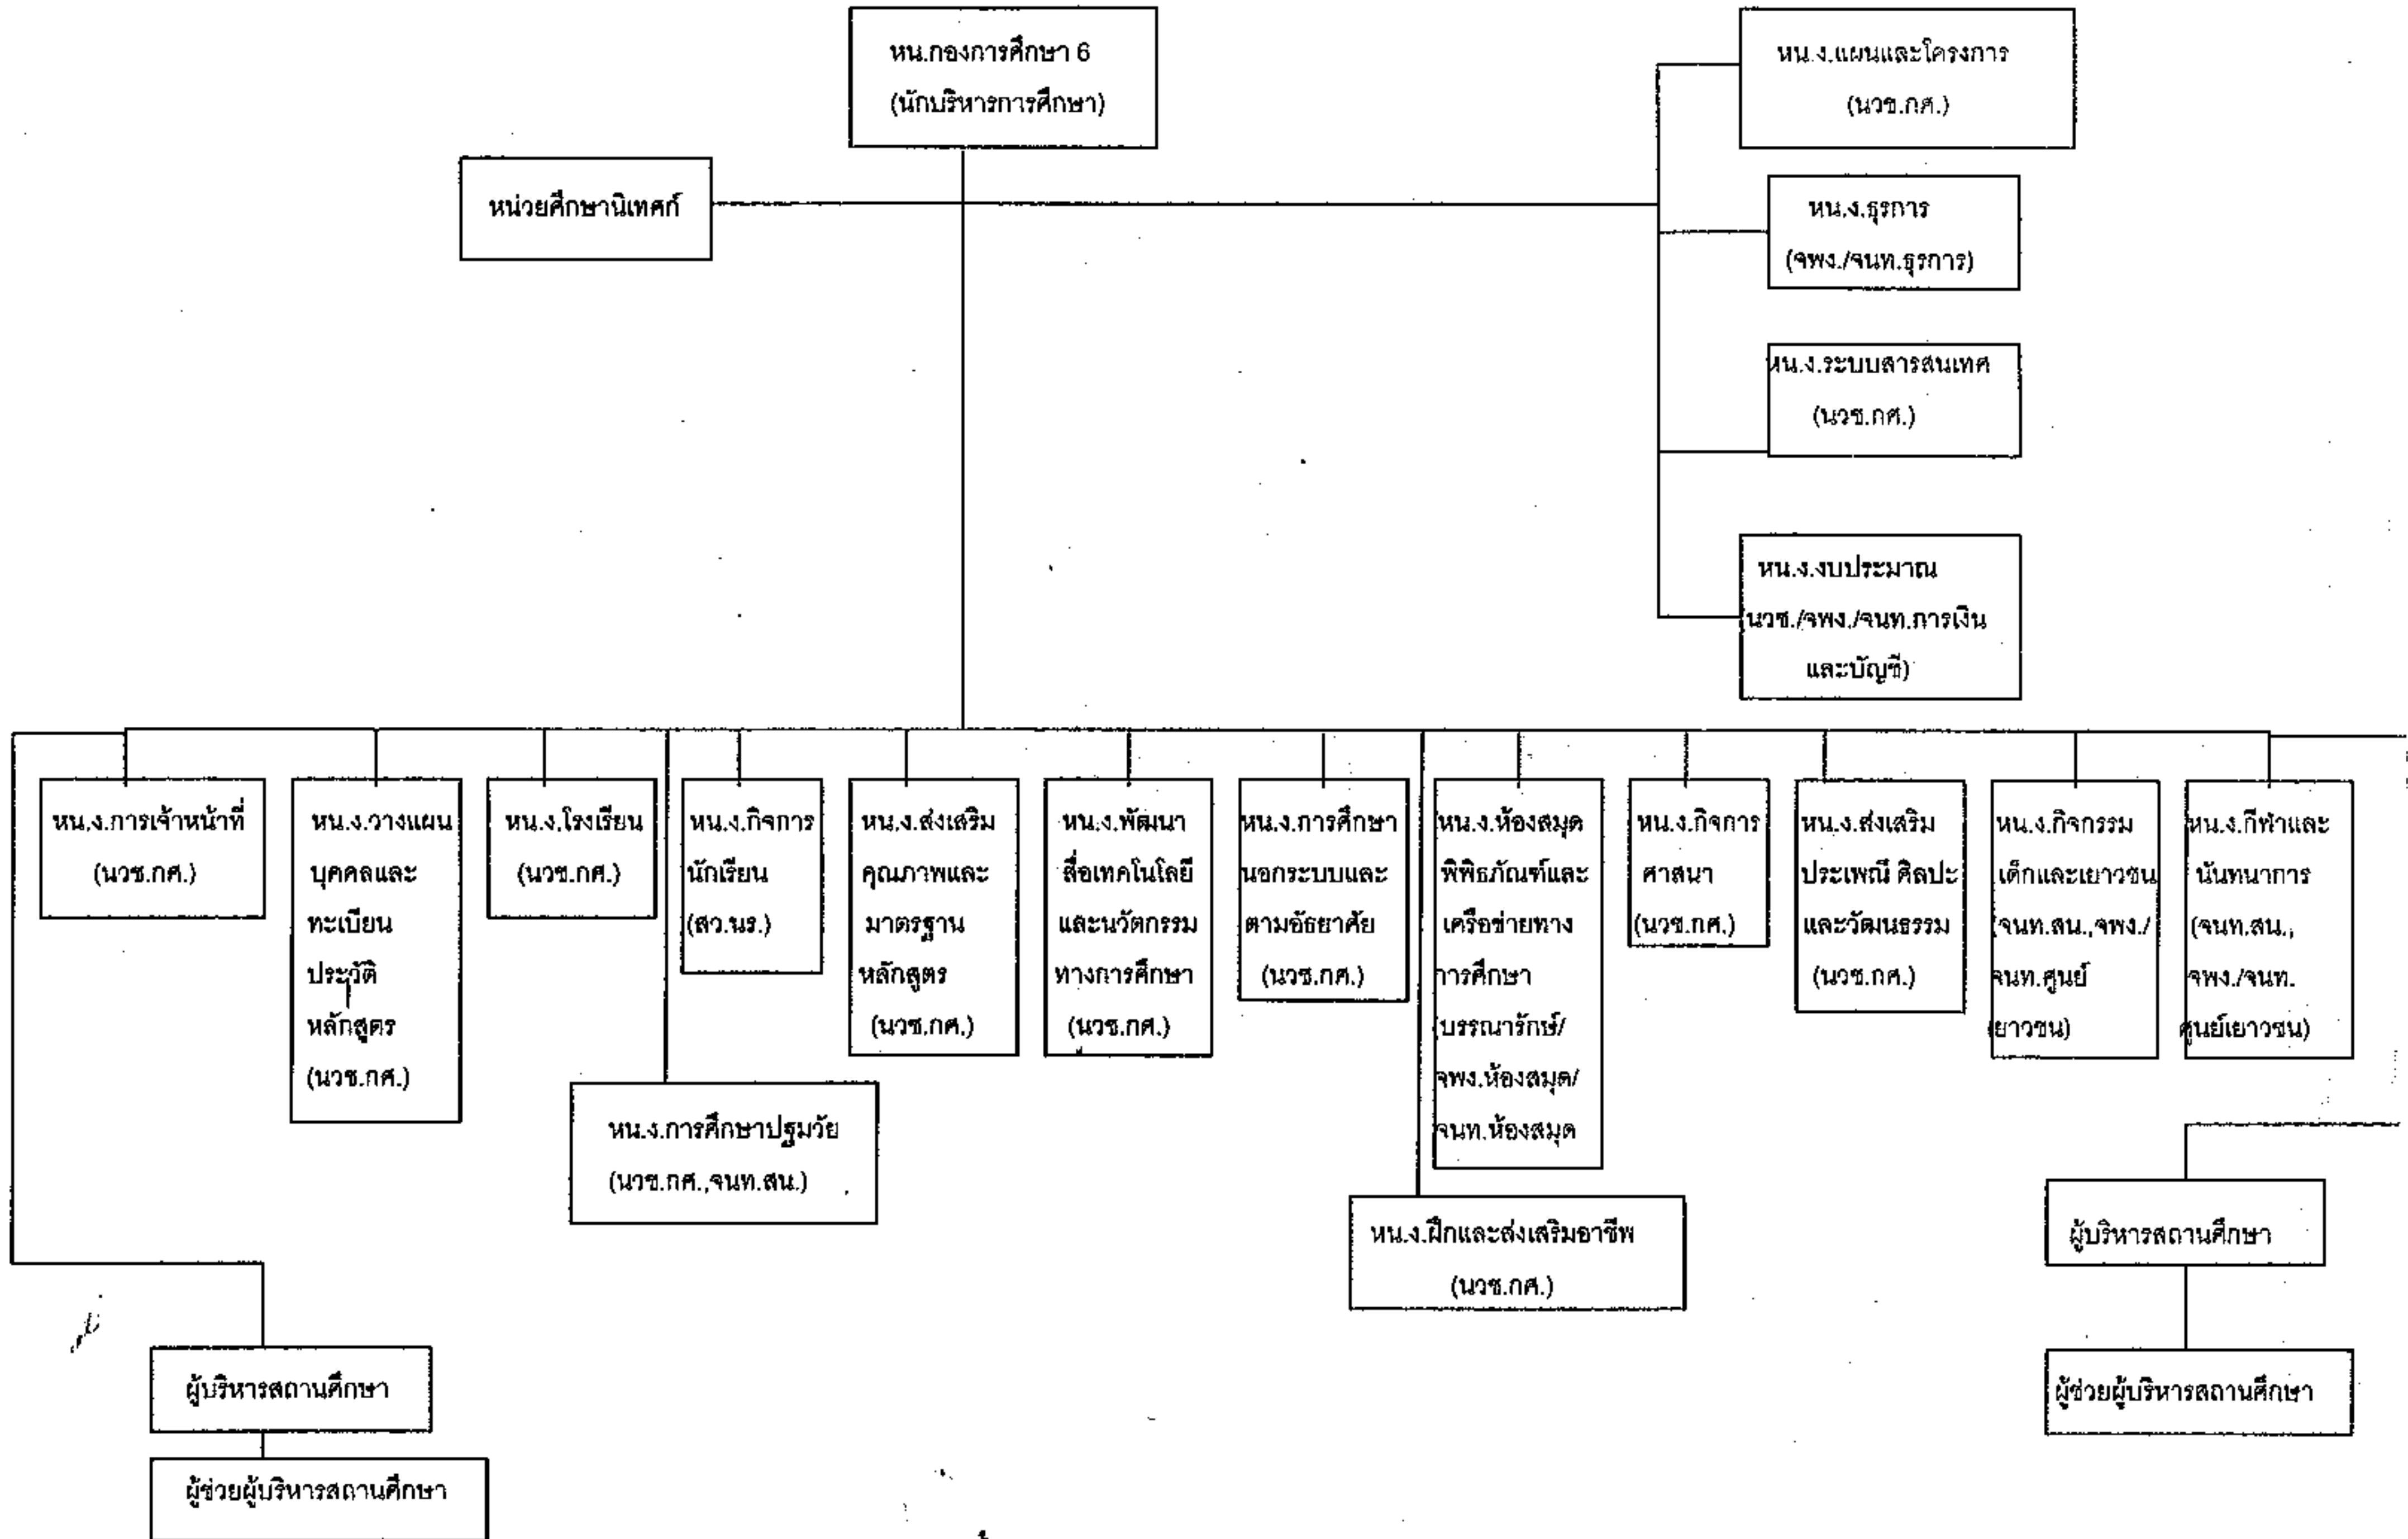 หน.กองการศึกษา 6
(นักบริหารการศึกษา)
หน.ง.แผนและโครงการ
(นวช.กศ.)
หน่วยศึกษานิเทศก์
หน.ง.ธุรการ
(จพง./จนท.ธุรการ)
หน.ง.ระบบสารสนเทศ
(นวช.กศ.)
หน.ง.งบประมาณ
(นวช./จพง./จนท.การเงิน
และบัญชี)
หน.ง.การเจ้าหน้าที่
(นวช.กศ.)
หน.ง.วางแผน
บุคคลและ
ทะเบียน
ประวัติ
หลักสูตร
(นวช.กศ.)
หน.ง.โรงเรียน
(นวช.กศ.)
หน.ง.กิจการ
นักเรียน
(สว.นร.)
หน.ง.ส่งเสริม
คุณภาพและ
มาตรฐาน
หลักสูตร
(นวช.กศ.)
หน.ง.พัฒนา
สื่อเทคโนโลยี
และนวัตกรรม
ทางการศึกษา
(นวช.กศ.)
หน.ง.การศึกษา
นอกระบบและ
ตามอัธยาศัย
(นวช.กศ.)
หน.ง.ห้องสมุด
พิพิธภัณฑ์และ
เครือข่ายทาง
การศึกษา
(บรรณารักษ์/
จพง.ห้องสมุด/
จนท.ห้องสมุด
หน.ง.กิจการ
ศาสนา
(นวช.กศ.)
หน.ง.ส่งเสริม
ประเพณี ศิลปะ
และวัฒนธรรม
(นวช.กศ.)
หน.ง.กิจกรรม
เด็กและเยาวชน
(จนท.สน.,จพง./
จนท.ศูนย์
เยาวชน)
หน.ง.กีฬาและ
นันทนาการ
(จนท.สน.,
จพง./จนท.
ศูนย์เยาวชน)
หน.ง.การศึกษาปฐมวัย
(นวช.กศ.,จนท.สน.)
หน.ง.ฝึกและส่งเสริมอาชีพ
(นวช.กศ.)
ผู้บริหารสถานศึกษา
ผู้ช่วยผู้บริหารสถานศึกษา
ผู้บริหารสถานศึกษา
ผู้ช่วยผู้บริหารสถานศึกษา